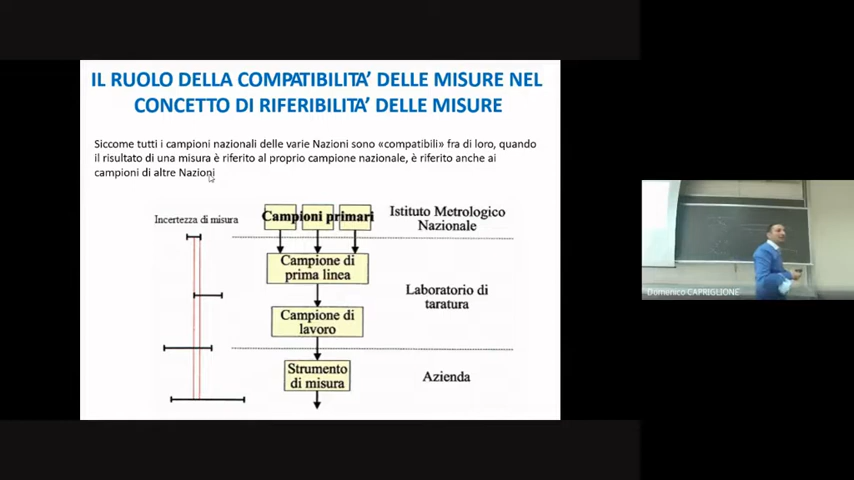 IL RUOLO DELLA COMPATIBILITA’ DELLE MISURE NEL
CONCETTO DI RIFERIBILITA’ DELLE MISURE
Siccome tutti i campioni nazionali delle varie Nazioni sono «compatibili» fra di loro, quando
il risultato di una misura è riferito al proprio campione nazionale, è riferito anche ai
campioni di altre Nazioni
Incertezza di misura
Campioni primari
Istituto Metrologico
Nazionale
Campione di
prima linea
Laboratorio di
taratura
Campione di
lavoro
Strumento
di misura
Azienda
Domenico CAPRIGLIONE